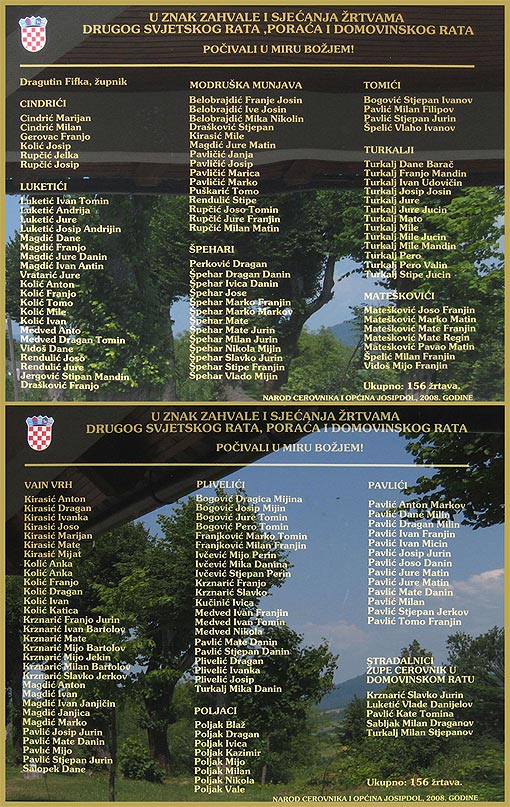 U ZNAK ZAHVALE I SJEĆANJA ŽRTVAMA
DRUGOG SVJETSKOG RATA ,PORAĆA I DOMOVINSKOG RATA
POČIVALI U MIRU BOŽJEM!
Dragutin Fifka, župnik
CINDRIĆI
Cindrić Marijan
Cindrić Milan
Gerovac Franjo
Kolić Josip
Rupčić Jelka
Rupčić Josip
LUKETIĆI
Luketić Ivan Tomin
Luketić Andrija
Luketić Jure
Luketić Josip Andrijin
Magdić Dane
Magdić Franjo
Magdić Jure Danin
Magdić Ivan Antin
Vratarić Jure
Kolić Anton
Kolić Franjo
Kolić Tomo
Kolić Mile
Kolić Ivan
Medved Anto
Medved Dragan Tomin
Vidoš Dane
Rendulić Joso
Rendulić Jure
Jergović Stipan Mandin
Drašković Franjo
MODRUŠKA MUNJAVA
Belobrajdić Franje Josin
Belobrajdić Ive Josin
Belobrajdić Mika Nikolin
Drašković Stjepan
Kirasić Mile
Magdić Jure Matin
Pavličić Janja
Pavličić Josip
Pavličić Marica
Pavličić Marko
Puškarić Tomo
Rendulić Stipe
Rupčić Joso Tomin
Rupčić Jure Franjin
Rupčić Milan Matin
ŠPEHARI
Perković Dragan
Špehar Dragan Danin
Špehar Ivica Danin
Špehar Jose
Špehar Marko Franjin
Špehar Marko Markov
Špehar Mate
Špehar Mate Jurin
Špehar Milan Jurin
Špehar Nikola Mijin
Špehar Slavko Jurin
Špehar Stipe Franjin
Špehar Vlado Mijin
TOMIĆI
Bogović Stjepan Ivanov
Pavlić Milan Filipov
Pavlić Stjepan Jurin
Špelić Vlaho Ivanov
TURKALJI
Turkalj Dane Barač
Turkalj Franjo Mandin
Turkalj Ivan Udovičin
Turkalj Josip Josin
Turkalj Jure
Turkalj Jure Jucin
Turkalj Mato
Turkalj Mile
Turkalj Mile Jucin
Turkalj Mile Mandin
Turkalj Pero
Turkalj Pero Valin
Turkalj Stipe Jucin
MATEŠKOVIĆI
Matešković Joso Franjin
Matešković Marko Matin
Matešković Mate Franjin
Matešković Mate Regin
Matešković Pavao Matin
Špelić Milan Franjin
Vidoš Mijo Franjin
Ukupno: 156 žrtava.
NAROD CEROVNIKA I OPĆINA JOSIPDOL, 2008. GODINE
U ZNAK ZAHVALE I SJEĆANJA ŽRTVAMA
DRUGOG SVJETSKOG RATA, PORAĆA I DOMOVINSKOG RATA
POČIVALI U MIRU BOŽJEM!
VAIN VRH
Kirasić Anton
Kirasić Dragan
Kirasić Ivanka
Kirasić Joso
Kirasić Marijan
Kirasić Mate
Kirasić Mijat
Kolić Anka
Kolić Anka
Kolić Franjo
Kolić Dragan
Kolić Ivan
Kolić Katica
Krznarić Franjo Jurin
Krznarić Ivan Bartolov
Krznarić Mate
Krznarić Mijo Bartolov
Krznarić Mijo Jekin
Krznarić Milan Bartolov
Krznarić Slavko Jerkov
Magdić Anton
Magdić Ivan
Magdić Ivan Janjičin
Magdić Janjica
Magdić Marko
Pavlić Josip Jurin
Pavlić Mate Danin
Pavlić Mijo
Pavlić Stjepan Jurin
Salopek Dane
PLIVELIĆI
Bogović Dragica Mijina
Bogović Josip Mijin
Bogović Jure Tomin
Bogović Pero Tomin
Franjković Marko Tomin
Franjković Milan Franjin
Ivčević Mijo Perin
Ivčević Mika Danina
Ivčević Stjepan Perin
Krznarić Franjo
Krznarić Slavko
Kučinić Ivica
Medved Ivan Franjin
Medved Ivan Tomin
Medved Nikola
Pavlić Mate Danin
Pavlić Stjepan Danin
Plivelić Dragan
Plivelić Ivanka
Plivelić Josip
Turkalj Mika Danin
POLJACI
Poljak Blaž
Poljak Dragan
Poljak Ivica
Poljak Kazimir
Poljak Mijo
Poljak Milan
Poljak Nikola
Poljak Vale
PAVLIĆI
Pavlić Anton Markov
Pavlić Dane Milin
Pavlić Dragan Milin
Pavlić Ivan Franjin
Pavlić Ivan Mićin
Pavlić Josip Jurin
Pavlić Joso Danin
Pavlić Jure Matin
Pavlić Jure Matin
Pavlić Mate Danin
Pavlić Milan
Pavlić Stjepan Jerkov
Pavlić Tomo Franjin
STRADALNICI
ŽUPE CEROVNIK U
DOMOVINSKOM RATU
Krznarić Slavko Jurin
Luketić Vlade Danijelov
Pavlić Kate Tomina
Sabljak Milan Draganov
Turkalj Milan Stjepanov
Ukupno: 156 žrtava.
NAROD CEROVNIKA I OPĆINA JOSIPDOL, 2008. GODINE